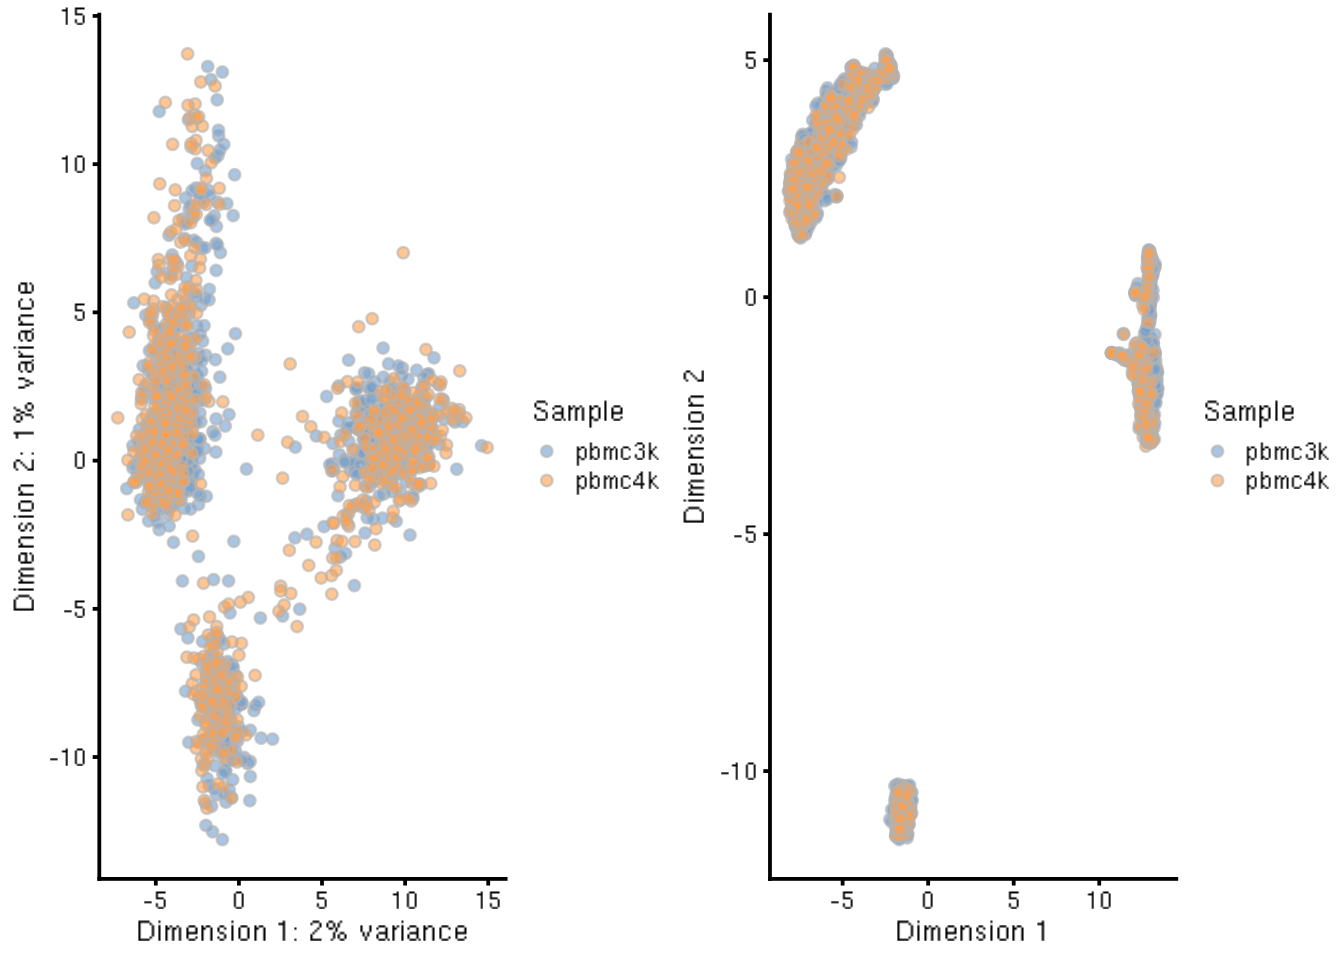 15
10
5
0
-5
-10
Dimension 2: 1% variance
-5 0 5 10 15
Dimension 1: 2% variance
Sample
pbmc3k
pbmc4k
5
0
-5
-10
Dimension 2
-5 0 5 10
Dimension 1
Sample
pbmc3k
pbmc4k